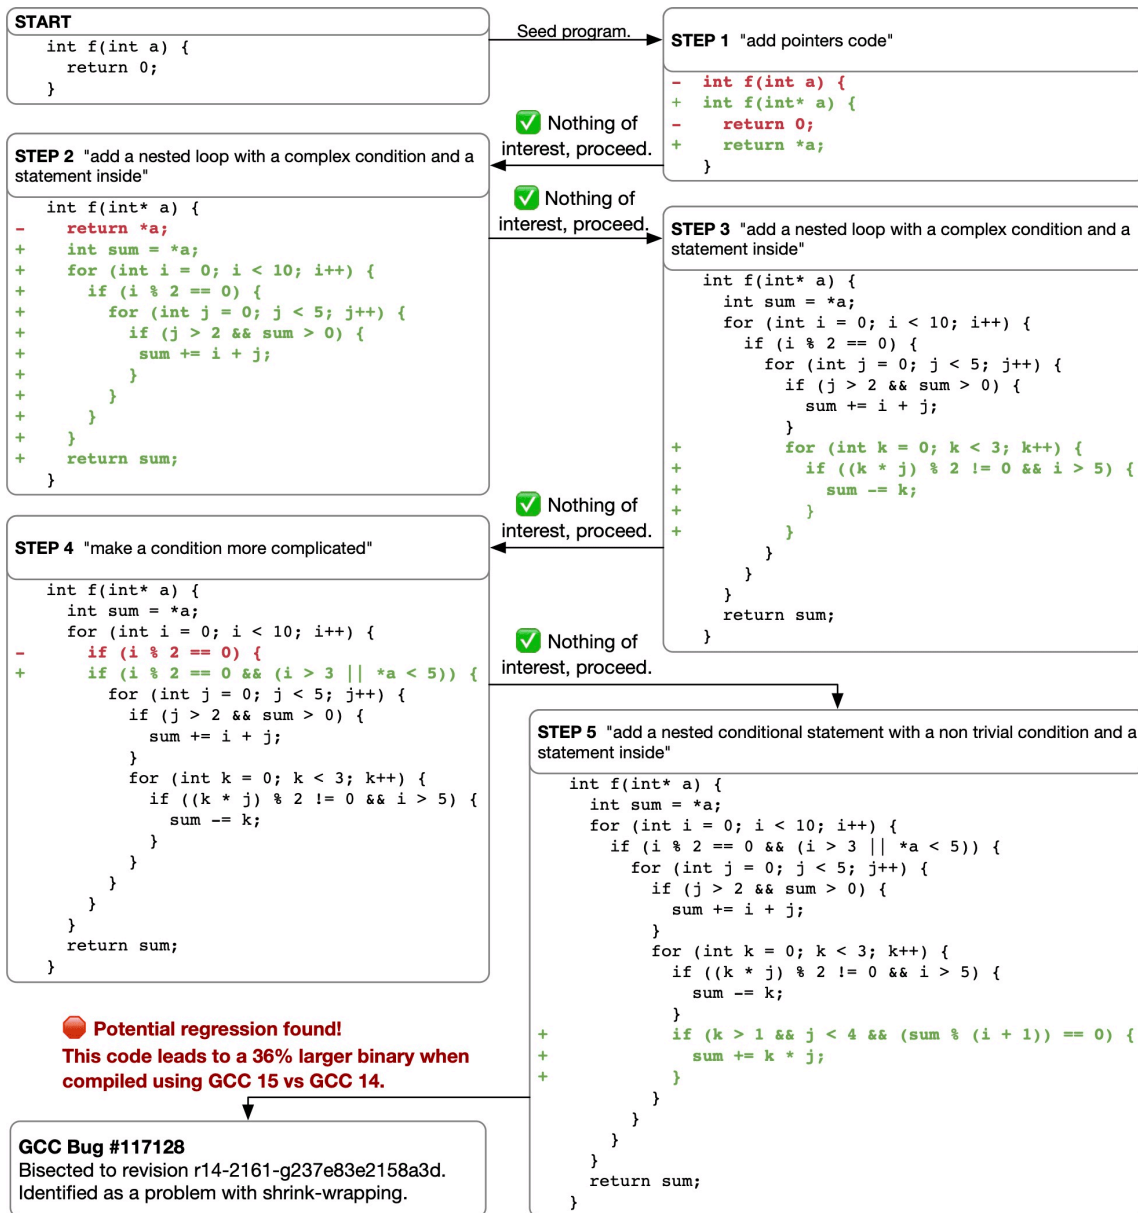 START
int f(int a) {
  return 0;
}
Seed program.
STEP 1 "add pointers code"
- int f(int a) {
+ int f(int* a) {
-   return 0;
+   return *a;
  }
✅ Nothing of
interest, proceed.
STEP 2 "add a nested loop with a complex condition and a
statement inside"
  int f(int* a) {
-   return *a;
+   int sum = *a;
+   for (int i = 0; i < 10; i++) {
+     if (i % 2 == 0) {
+       for (int j = 0; j < 5; j++) {
+         if (j > 2 && sum > 0) {
+          sum += i + j;
+         }
+       }
+     }
+   }
+   return sum;
  }
✅ Nothing of
interest, proceed.
STEP 3 "add a nested loop with a complex condition and a
statement inside"
  int f(int* a) {
    int sum = *a;
    for (int i = 0; i < 10; i++) {
      if (i % 2 == 0) {
        for (int j = 0; j < 5; j++) {
          if (j > 2 && sum > 0) {
            sum += i + j;
          }
+         for (int k = 0; k < 3; k++) {
+           if ((k * j) % 2 != 0 && i > 5) {
+             sum -= k;
+           }
+         }
        }
      }
    }
    return sum;
  }
✅ Nothing of
interest, proceed.
STEP 4 "make a condition more complicated"
  int f(int* a) {
    int sum = *a;
    for (int i = 0; i < 10; i++) {
-     if (i % 2 == 0) {
+     if (i % 2 == 0 && (i > 3 || *a < 5)) {
        for (int j = 0; j < 5; j++) {
          if (j > 2 && sum > 0) {
            sum += i + j;
          }
          for (int k = 0; k < 3; k++) {
            if ((k * j) % 2 != 0 && i > 5) {
              sum -= k;
            }
          }
        }
      }
    }
    return sum;
  }
✅ Nothing of
interest, proceed.
STEP 5 "add a nested conditional statement with a non trivial condition and a
statement inside"
  int f(int* a) {
    int sum = *a;
    for (int i = 0; i < 10; i++) {
      if (i % 2 == 0 && (i > 3 || *a < 5)) {
        for (int j = 0; j < 5; j++) {
          if (j > 2 && sum > 0) {
            sum += i + j;
          }
          for (int k = 0; k < 3; k++) {
            if ((k * j) % 2 != 0 && i > 5) {
              sum -= k;
            }
+           if (k > 1 && j < 4 && (sum % (i + 1)) == 0) {
+             sum += k * j;
+           }
          }
        }
      }
    }
    return sum;
  }
🛑 Potential regression found!
This code leads to a 36% larger binary when
compiled using GCC 15 vs GCC 14.
GCC Bug #117128
Bisected to revision r14-2161-g237e83e2158a3d.
Identified as a problem with shrink-wrapping.